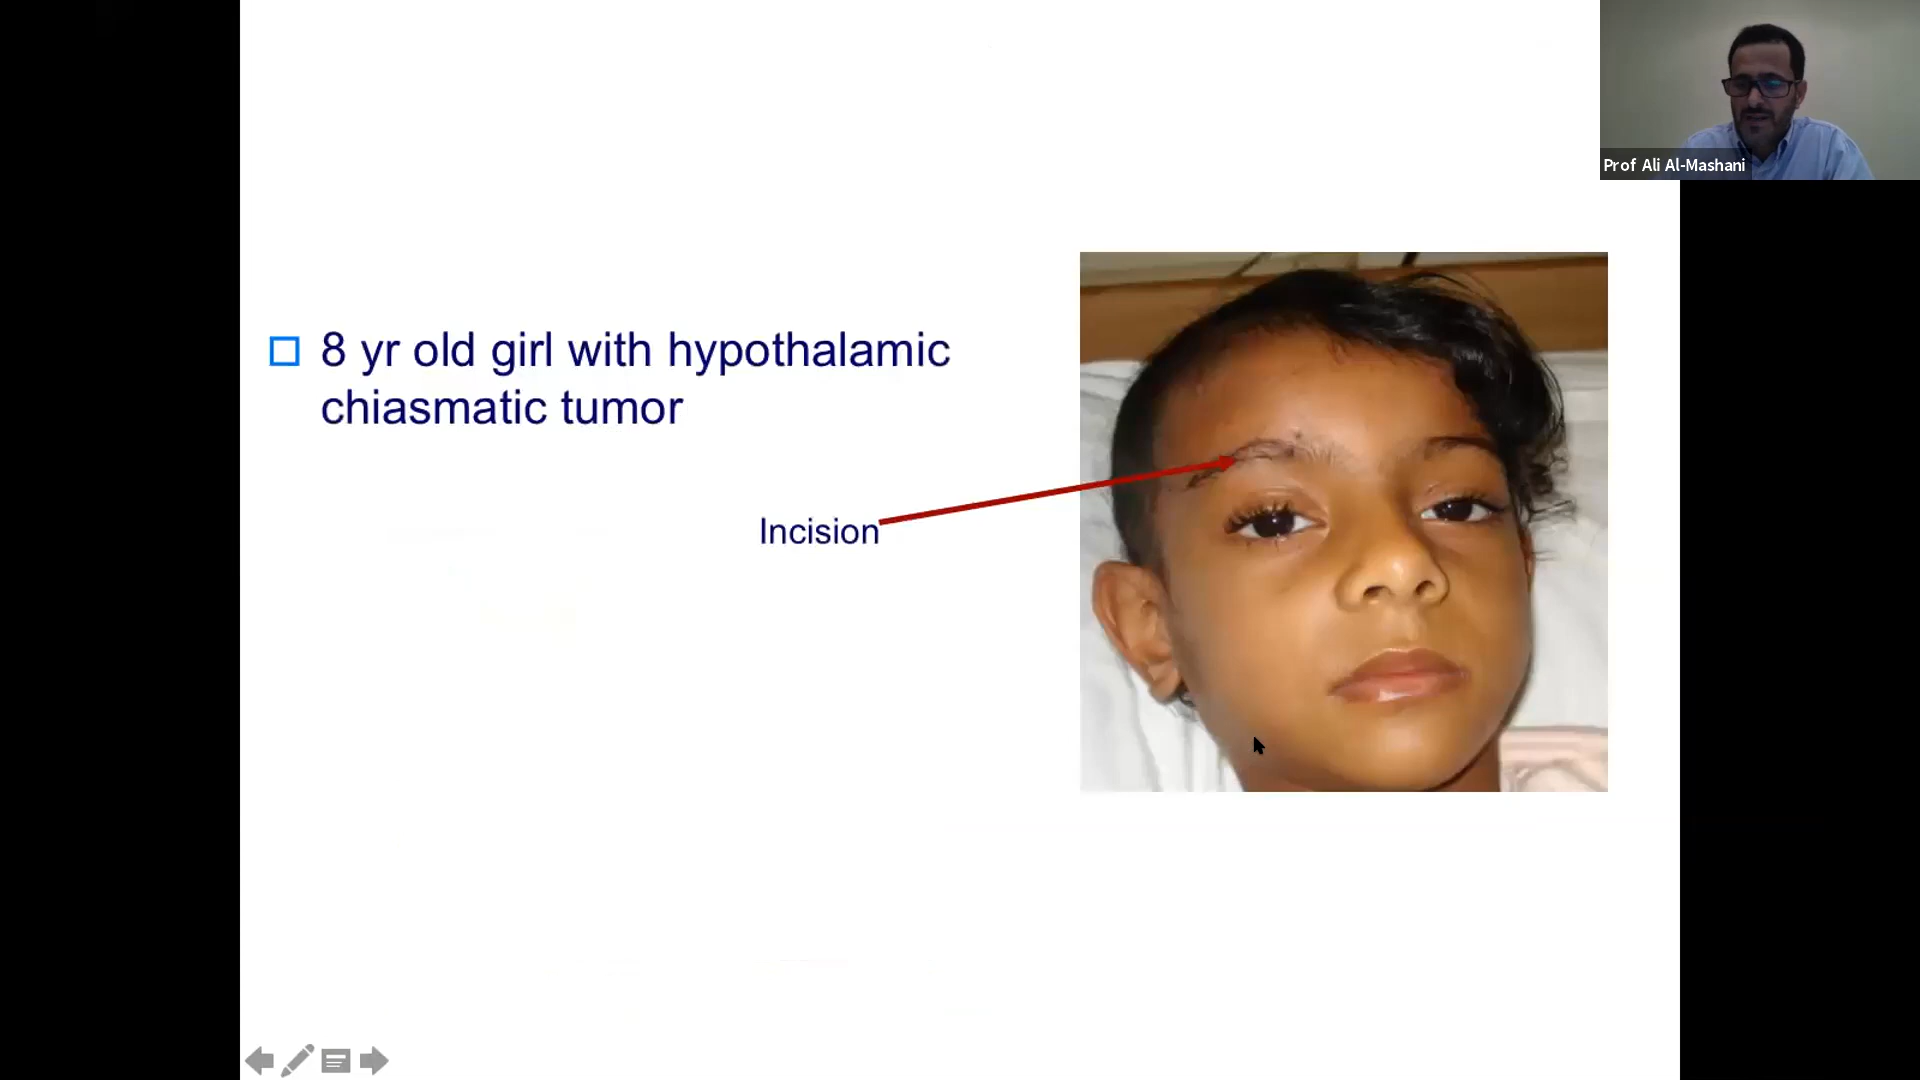 Prof Ali Al-Mashani
8 yr old girl with hypothalamic
chiasmatic tumor
Incision